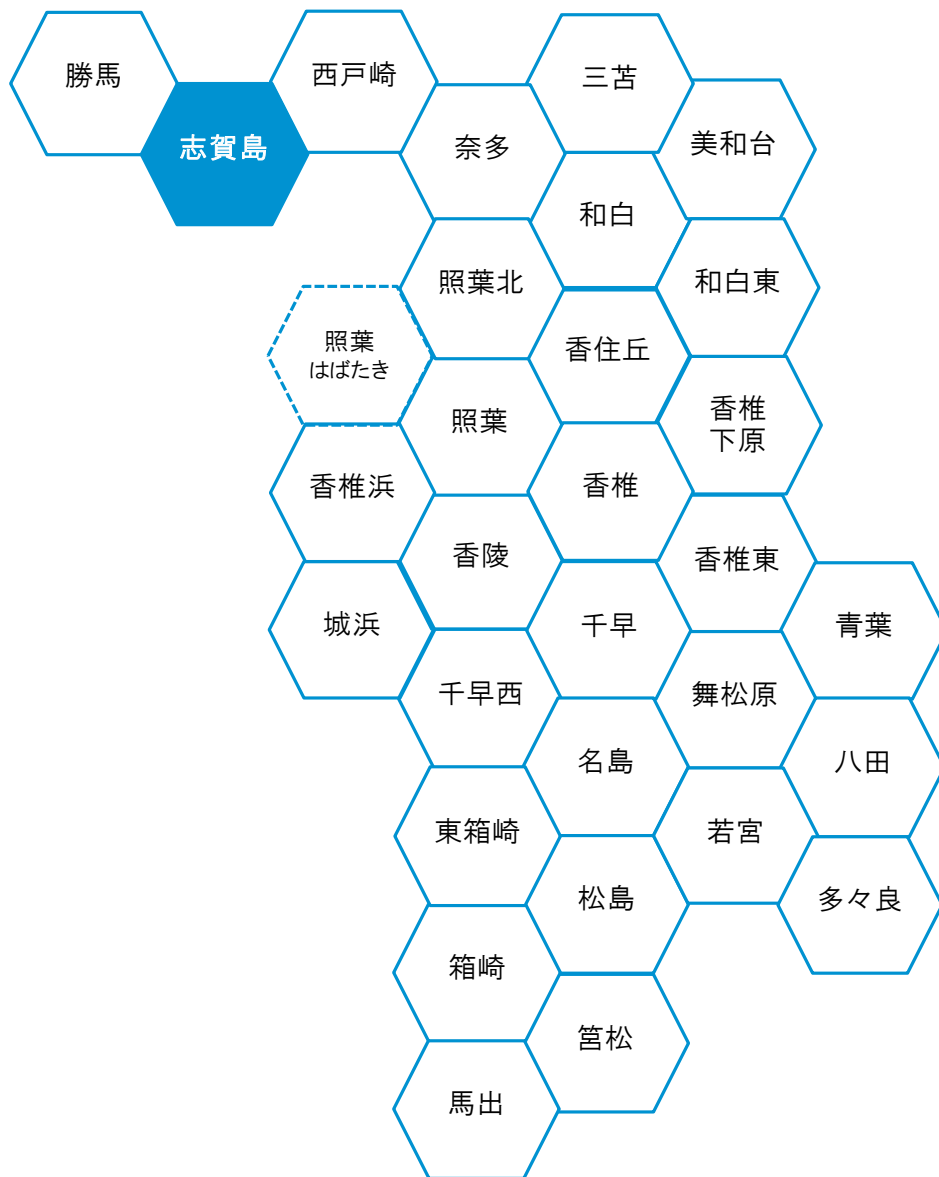 勝馬
西戸崎
三苫
志賀島
奈多
美和台
和白
照葉北
和白東
照葉
はばたき
香住丘
照葉
香椎
下原
香椎浜
香椎
香陵
香椎東
城浜
千早
青葉
千早西
舞松原
名島
八田
東箱崎
若宮
松島
多々良
箱崎
筥松
馬出